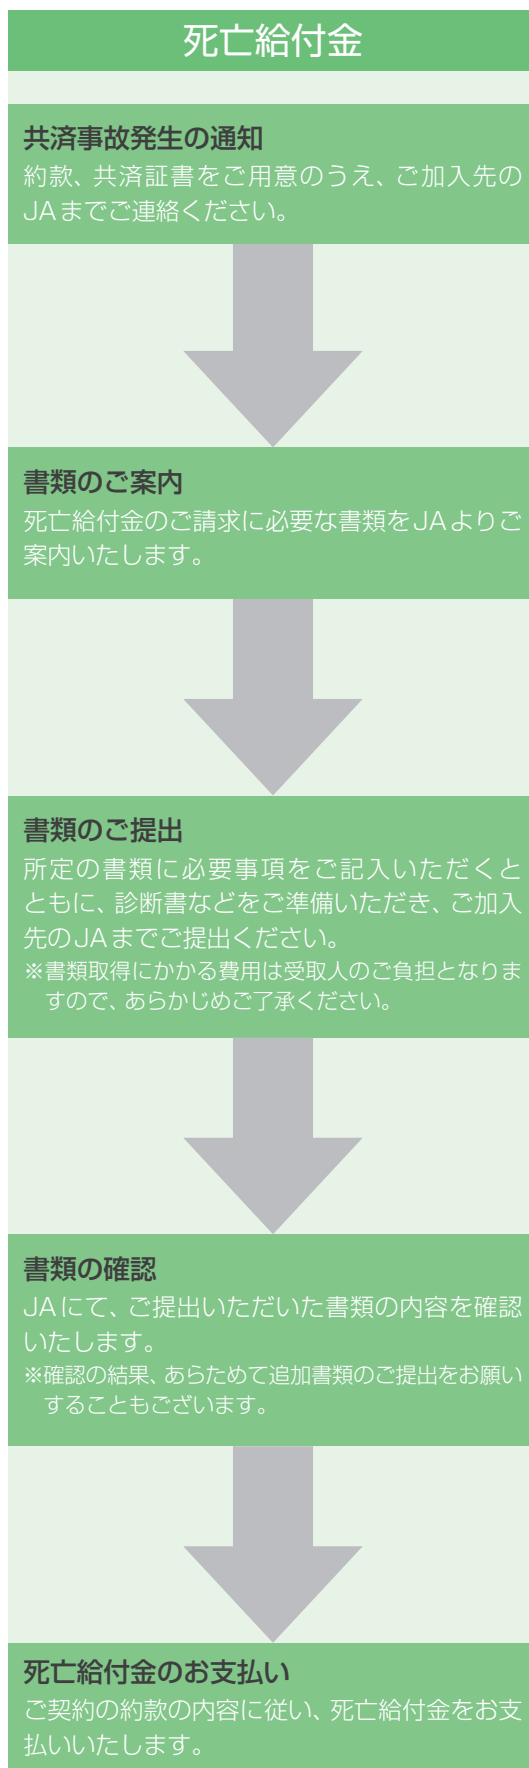 死亡給付金
共済事故発生の通知
約款、共済証書をご用意のうえ、ご加入先の
JAまでご連絡ください。
書類のご案内
死亡給付金のご請求に必要な書類をJAよりご
案内いたします。
書類のご提出
所定の書類に必要事項をご記入いただくと
ともに、診断書などをご準備いただき、ご加入
先のJAまでご提出ください。
※書類取得にかかる費用は受取人のご負担となりま
すので、あらかじめご了承ください。
書類の確認
JAにて、ご提出いただいた書類の内容を確認
いたします。
※確認の結果、あらためて追加書類のご提出をお願い
することもございます。
死亡給付金のお支払い
ご契約の約款の内容に従い、死亡給付金をお支
払いいたします。